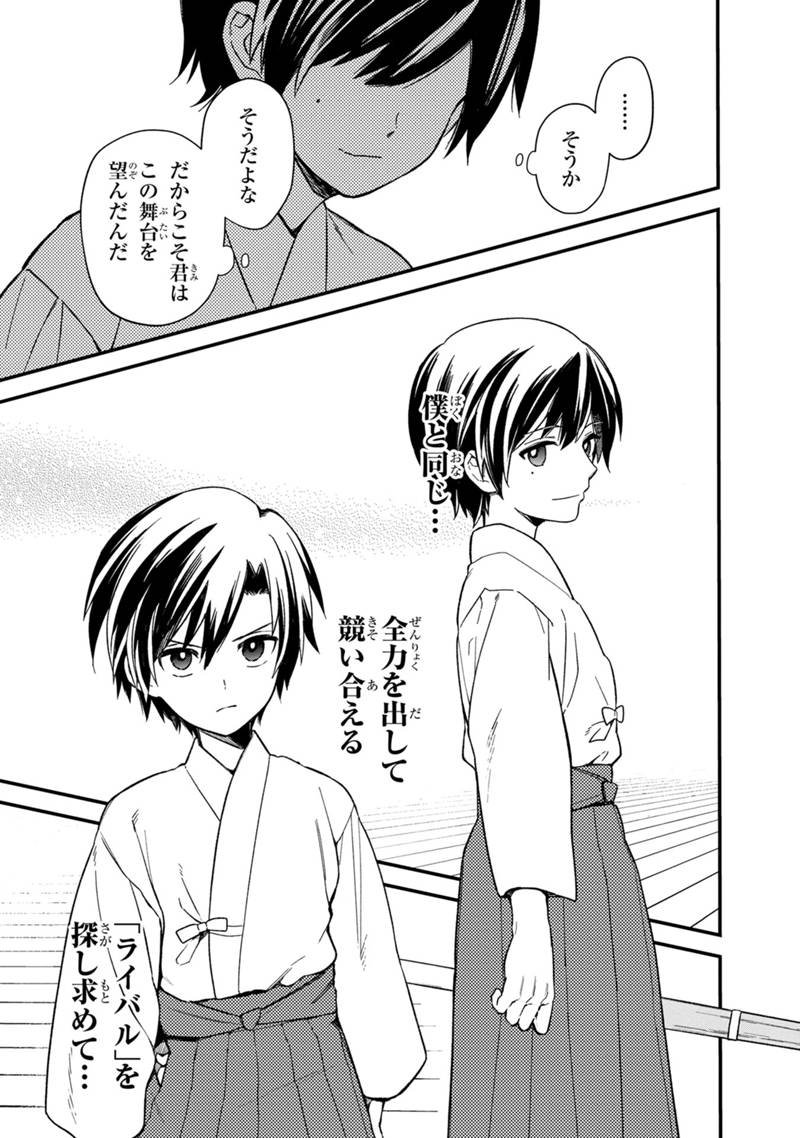 ……
そうか
そうだよな
だからこそ君は
この舞台を
望んだんだ
僕と同じ…
全力を出して
競い合える
「ライバル」を
探し求めて…